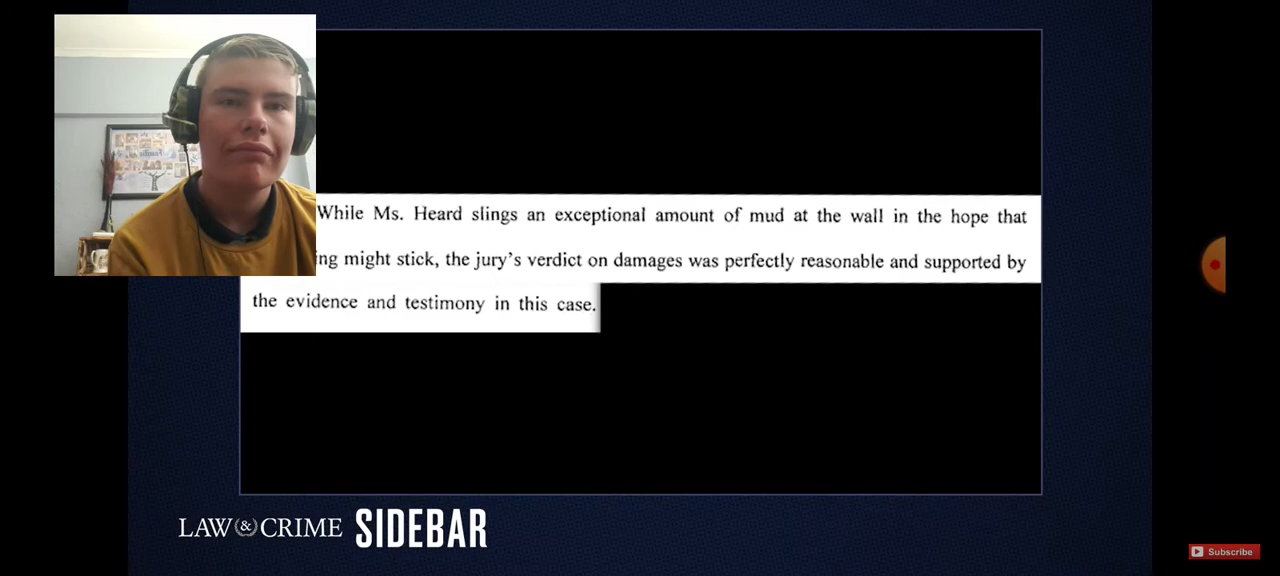 While Ms. Heard slings an exceptional amount of mud at the wall in the hope that
ing might stick, the jury's verdict on damages was perfectly reasonable and supported by
the evidence and testimony in this case.
LAW & CRIME SIDEBAR
Subscribe